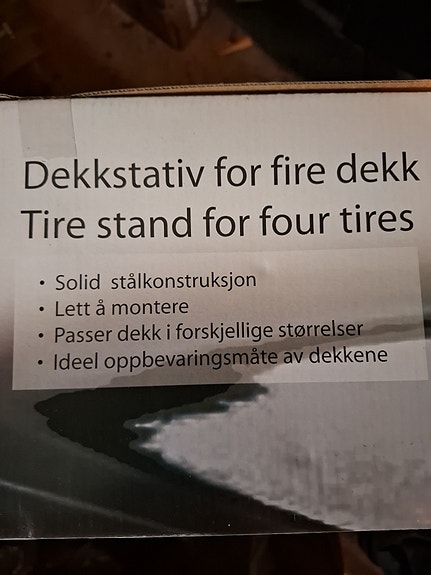 Dekkstativ for fire dekk
Tire stand for four tires
• Solid stålkonstruksjon
• Lett å montere
• Passer dekk i forskjellige størrelser
• Ideel oppbevaringsmåte av dekkene